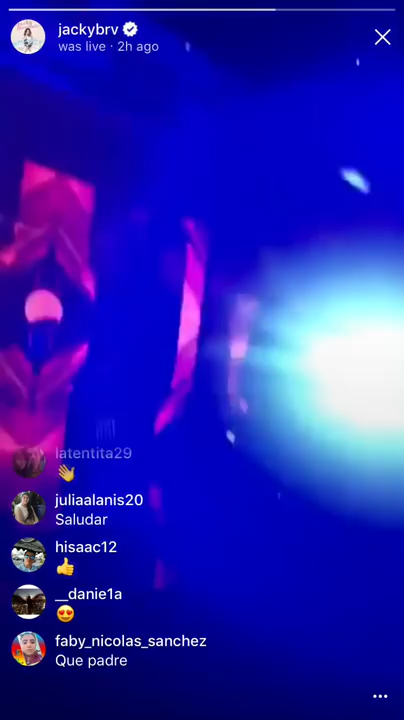 jackybrv
was live · 2h ago
latentita29
👋
juliaalanis20
Saludar
hisaac12
👍
__danie1a
😍
faby_nicolas_sanchez
Que padre